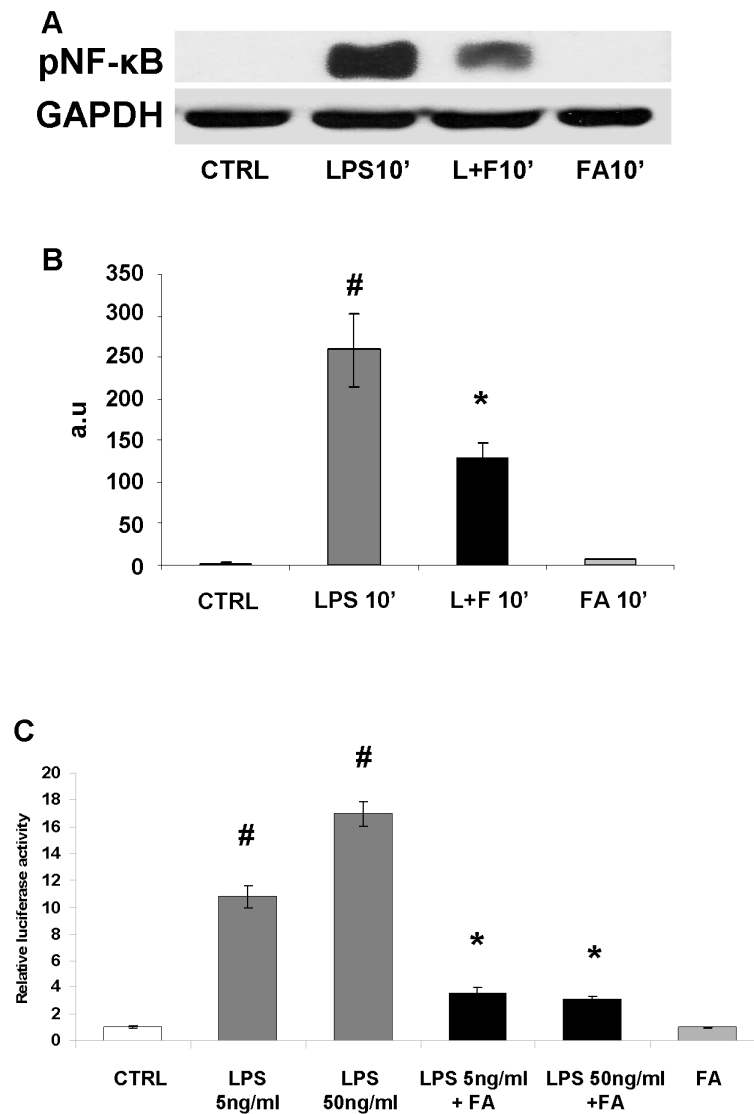 A
pNF-κB
GAPDH
CTRL LPS10’ L+F10’ FA10’
B
350
300
250
200
150
100
50
0
a.u
#
*
CTRL LPS 10’ L+F 10’ FA 10’
C
20
18
16
14
12
10
8
6
4
2
0
Relative luciferase activity
#
#
*
*
CTRL LPS LPS LPS 5ng/ml LPS 50ng/ml FA
5ng/ml 50ng/ml + FA +FA